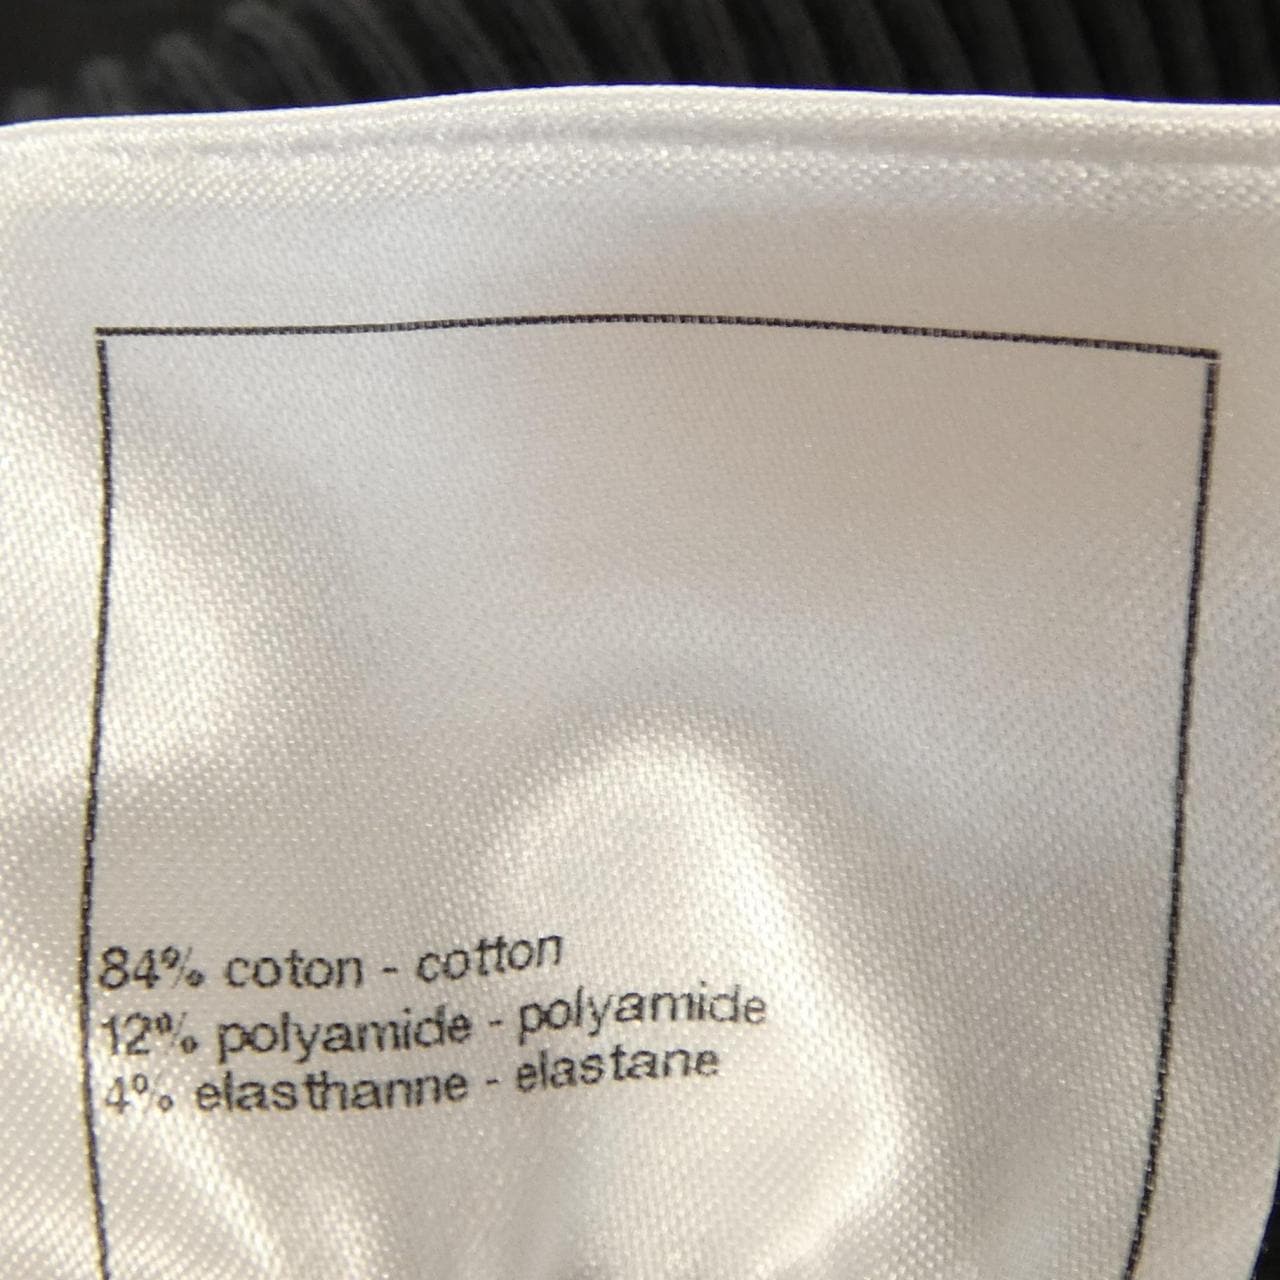 84% coton - cotton
12% polyamide - polyamide
4% elasthanne - elastane